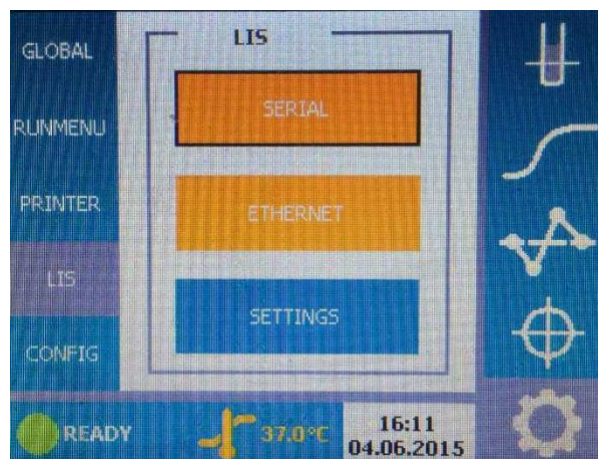 GLOBAL
RUNMENU
PRINTER
LIS
CONFIG
LIS
SERIAL
ETHERNET
SETTINGS
READY
37.0°C
16:11
04.06.2015